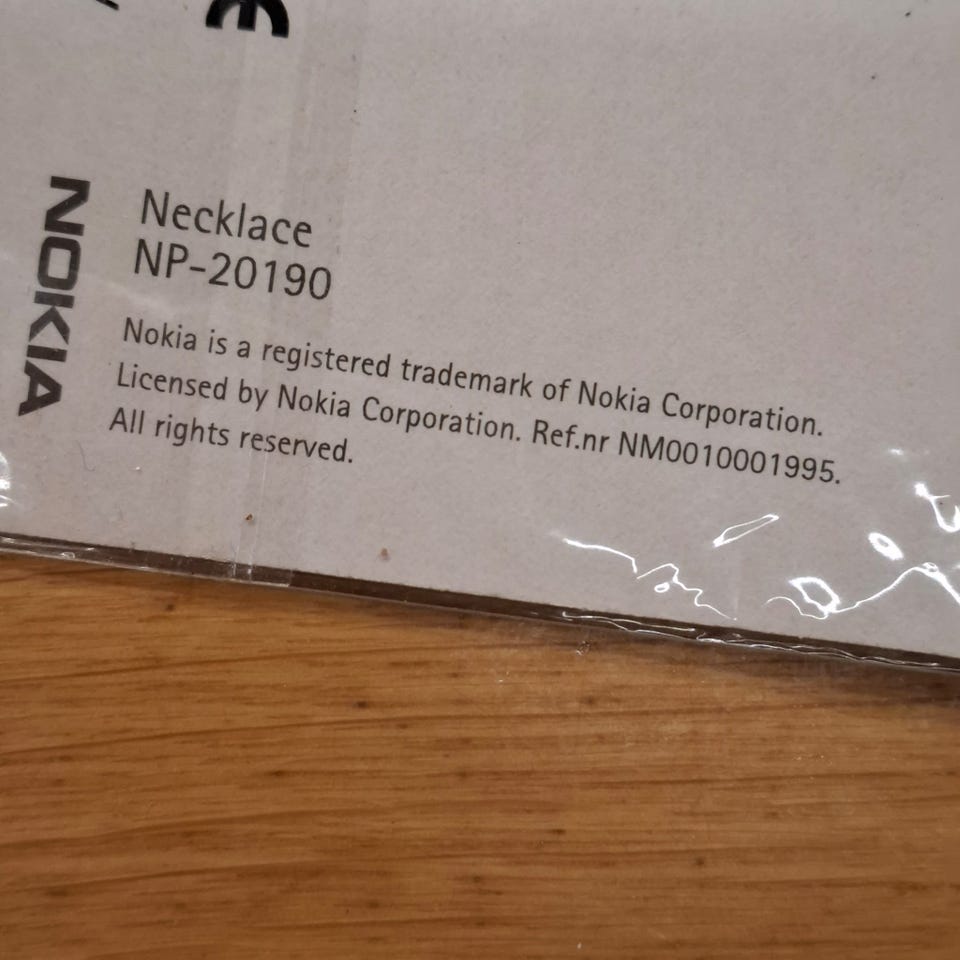 NOKIA
Necklace
NP-20190
Nokia is a registered trademark of Nokia Corporation.
Licensed by Nokia Corporation. Ref.nr NM0010001995.
All rights reserved.